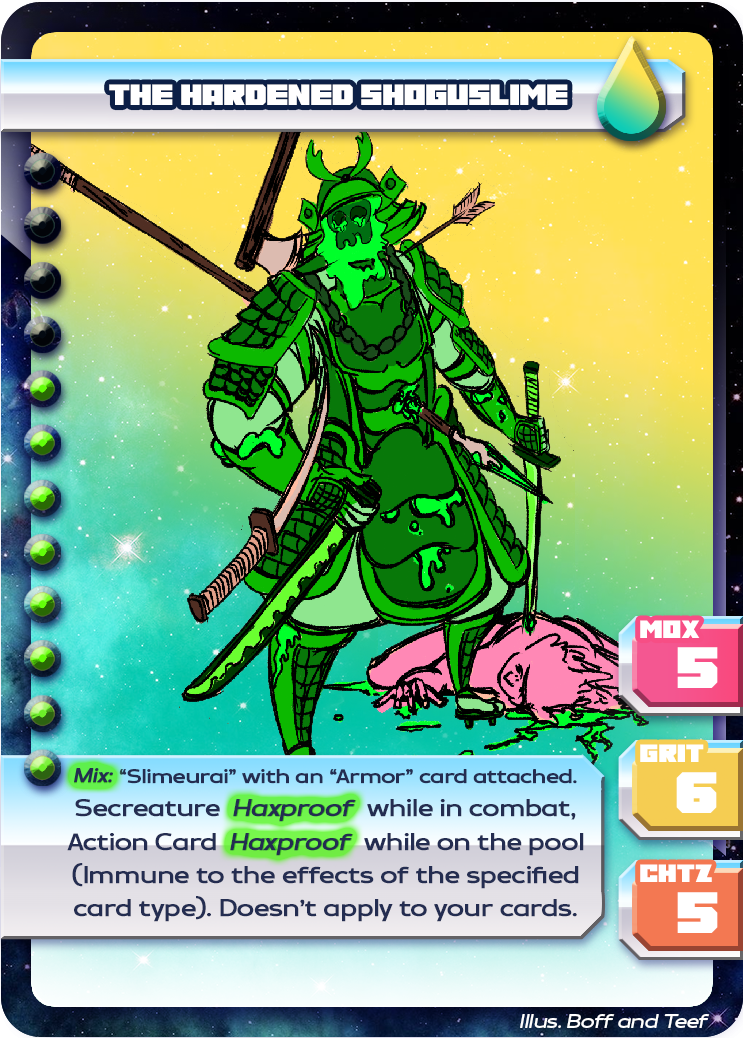 THE HARDENED SHOGUSLIME
MOX
5
GRIT
6
CHTZ
5
Mix: “Slimeurai” with an “Armor” card attached.
Secreature Haxproof while in combat,
Action Card Haxproof while on the pool
(Immune to the effects of the specified
card type). Doesn’t apply to your cards.
Illus. Boff and Teef